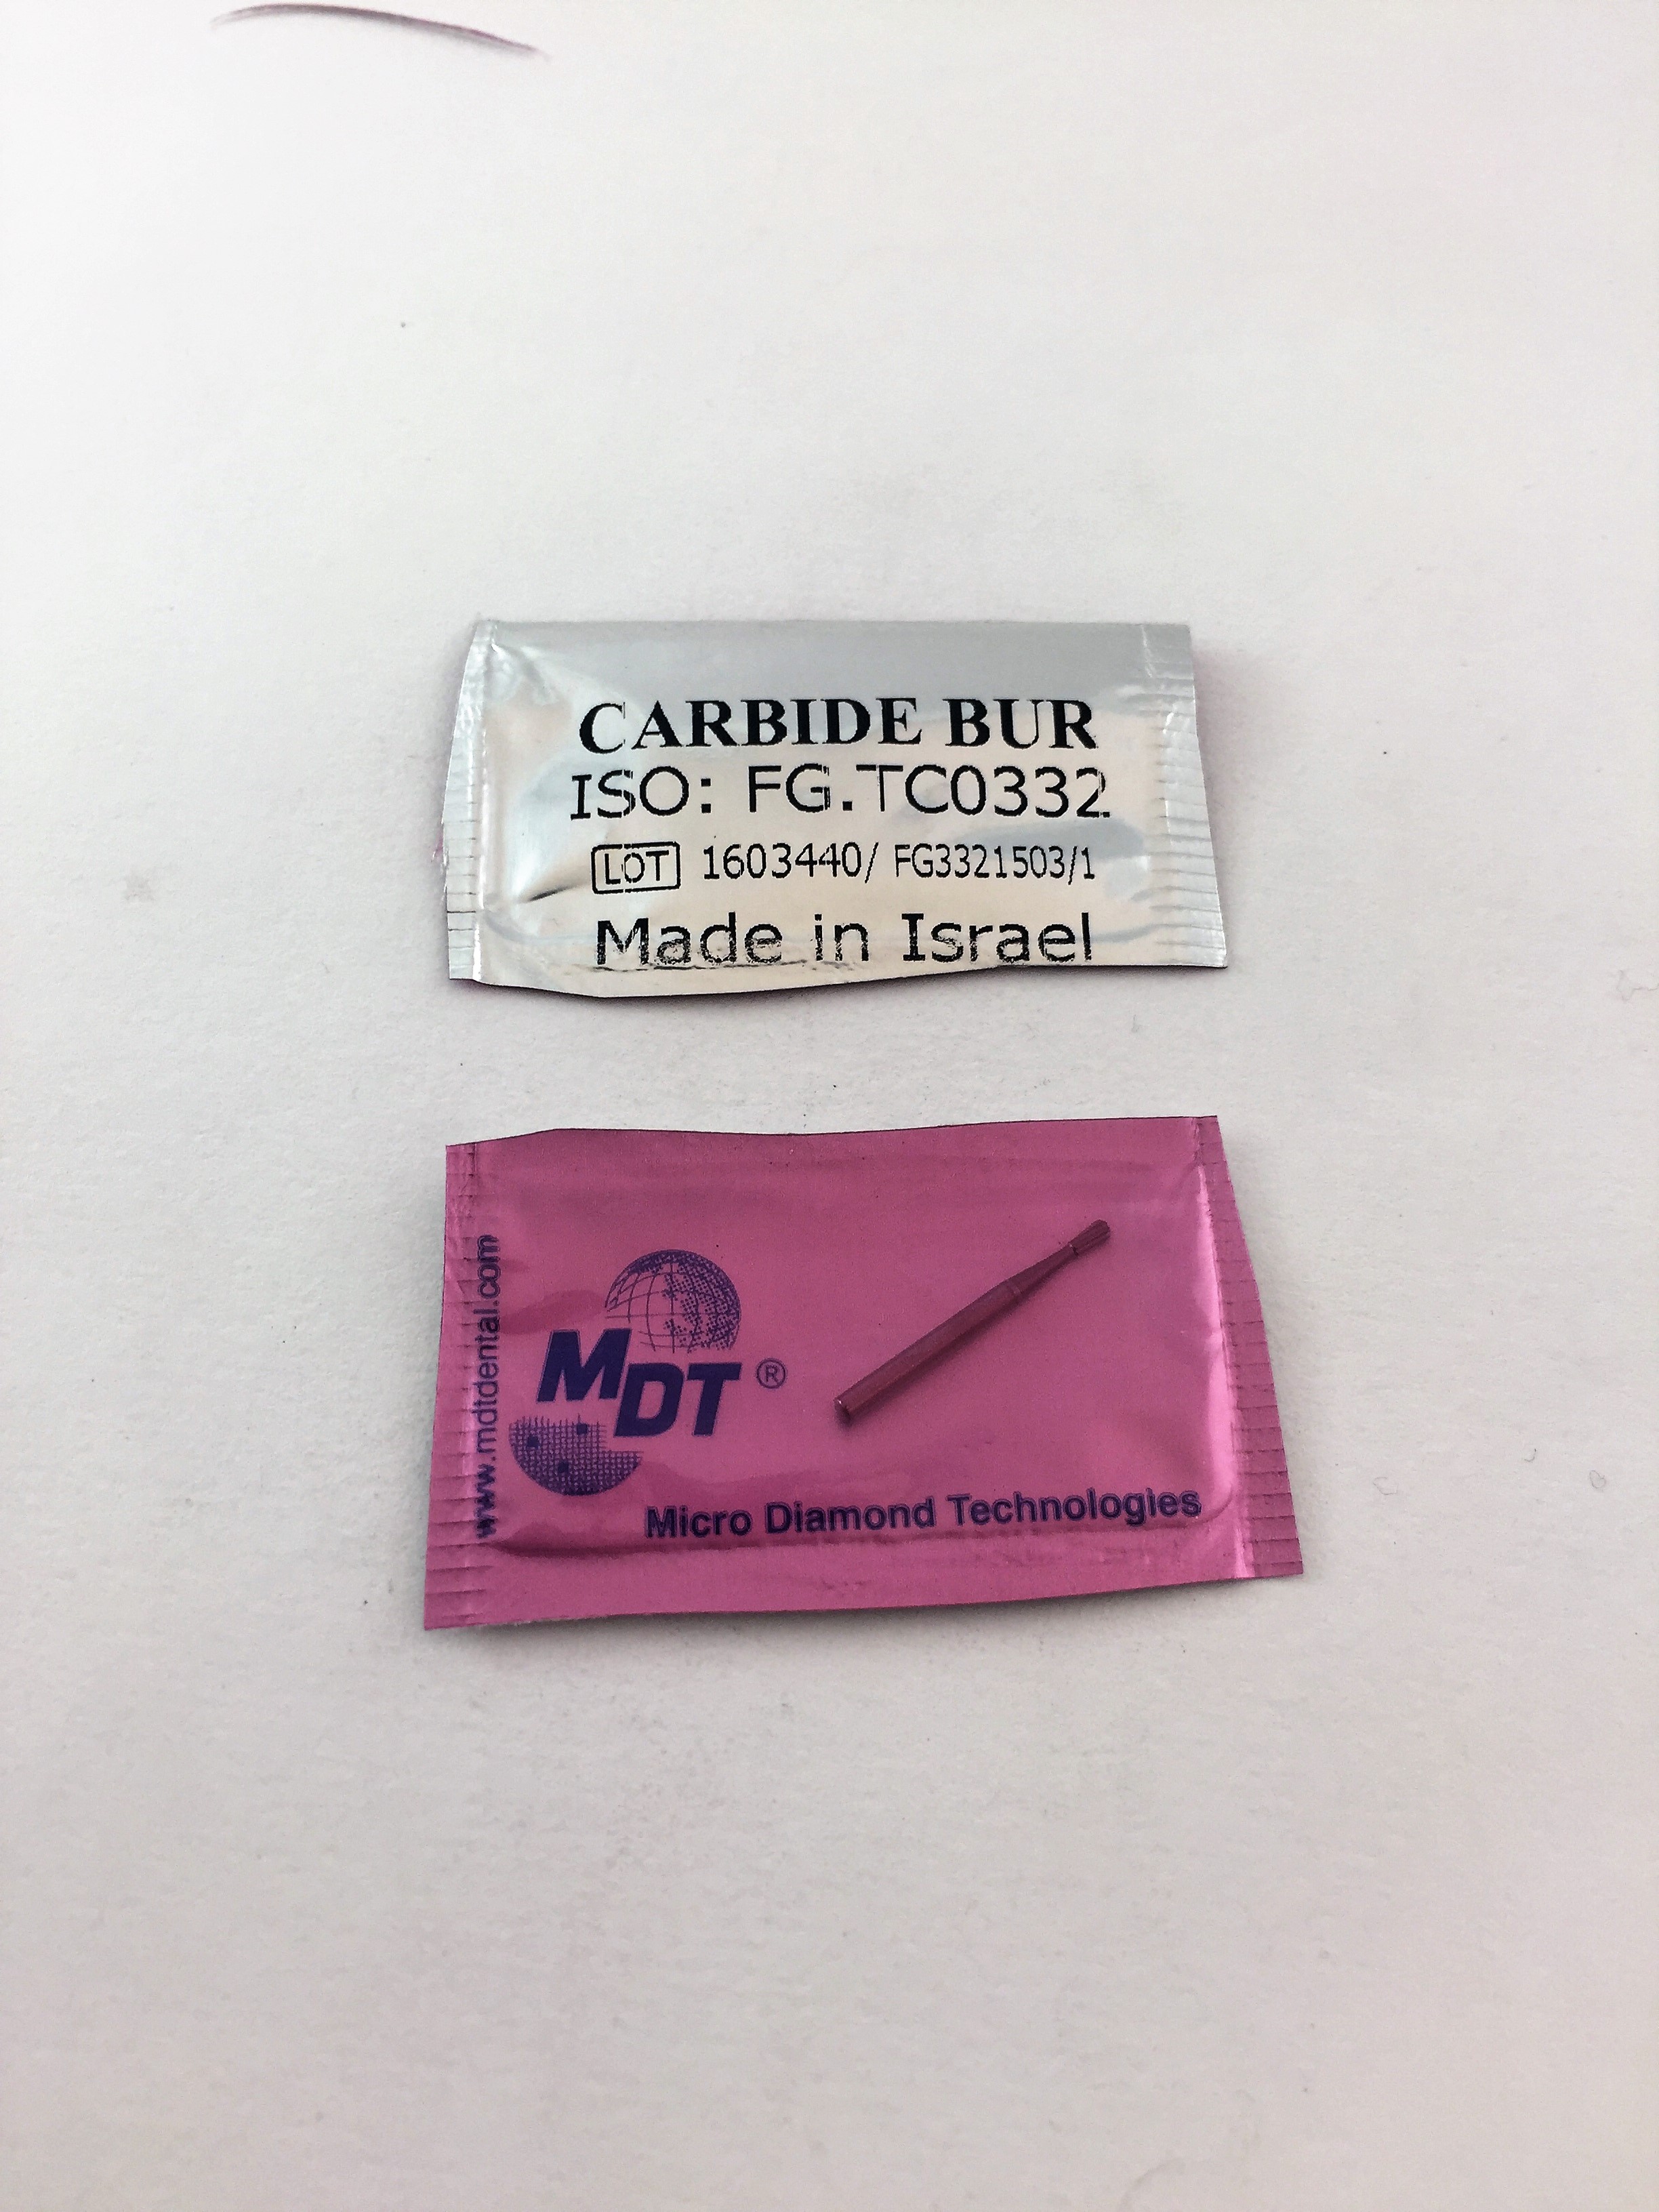 CARBIDE BUR
ISO: FG.TC0332
LOT 1603440/ FG3321503/1
Made in Israel
www.mdtdental.com
MDT®
Micro Diamond Technologies